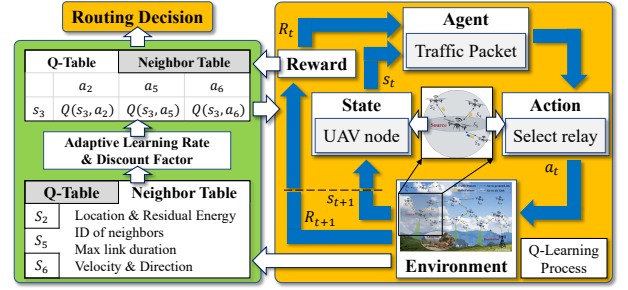 Routing Decision
Q-Table
Neighbor Table
a2 a5 a6
s3 Q(s3,a2) Q(s3,a5) Q(s3,a6)
Adaptive Learning Rate
& Discount Factor
Q-Table
Neighbor Table
S2
S5
S6
Location & Residual Energy
ID of neighbors
Max link duration
Velocity & Direction
Rt
Agent
Traffic Packet
Reward
st
State
UAV node
Source
Action
Select relay
at
st+1
Rt+1
Environment
Q-Learning
Process